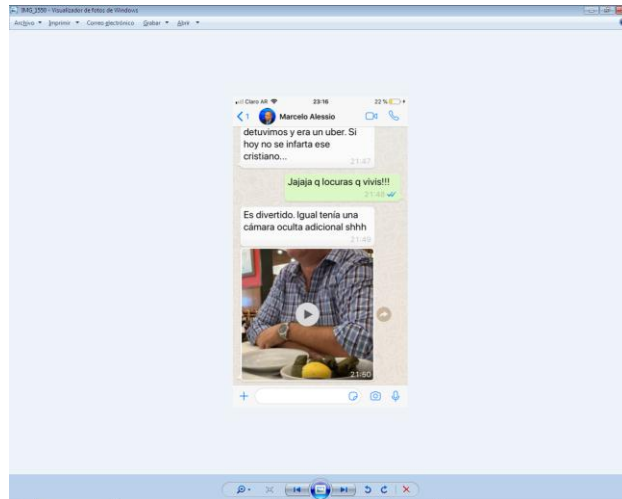 IMG_1550 - Visualizador de fotos de Windows
Archivo Imprimir Correo electrónico Grabar Abrir
Claro AR 23:16 22 %
1 Marcelo Alessio
detuvimos y era un uber. Si
hoy no se infarta ese
cristiano...
21:47
Jajaja q locuras q vivis!!!
21:48
Es divertido. Igual tenía una
cámara oculta adicional shhh
21:49
21:50